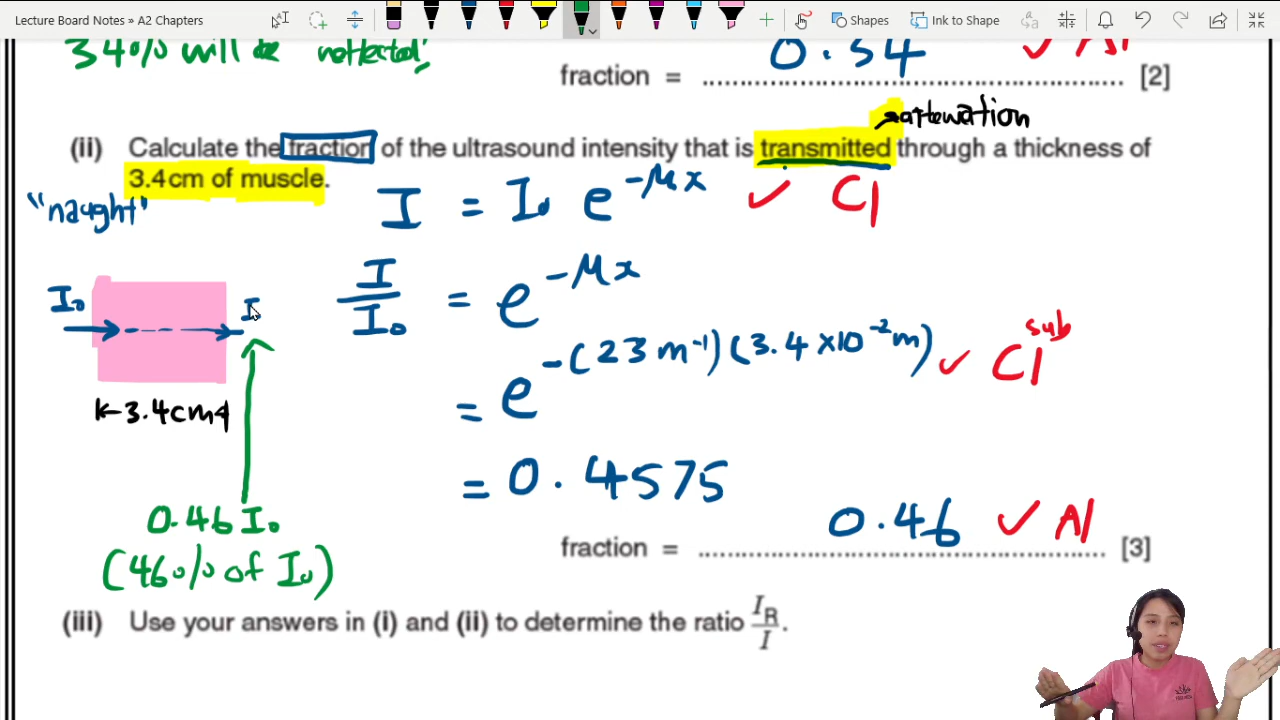 Lecture Board Notes » A2 Chapters
Shapes
Ink to Shape
34% will be reflected!
0.34 ✓ A1
fraction = ........................................ [2]
→ attenuation
(ii) Calculate the fraction of the ultrasound intensity that is transmitted through a thickness of
3.4 cm of muscle.
"naught"
I = I₀ e^(-μx) ✓ C1
I/I₀ = e^(-μx)
I₀ I
= e^(-(23 m⁻¹)(3.4 ×10⁻² m)) ✓ C1 sub
3.4cm
= 0.4575
0.46 I₀
(46% of I₀)
0.46 ✓ A1
fraction = ........................................ [3]
(iii) Use your answers in (i) and (ii) to determine the ratio I_R/I.